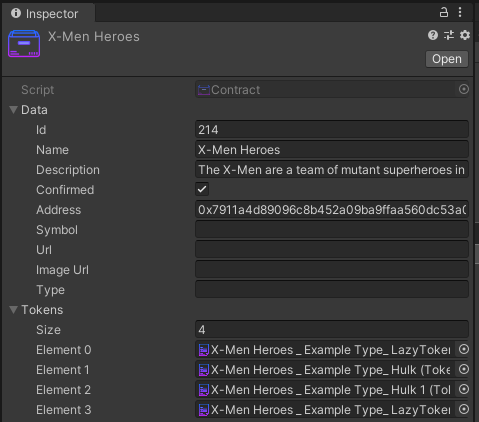 Inspector
X-Men Heroes
Open
Script Contract
Data
Id 214
Name X-Men Heroes
Description The X-Men are a team of mutant superheroes in
Confirmed
Address 0x7911a4d89096c8b452a09ba9ffaa560dc53a0
Symbol
Url
Image Url
Type
Tokens
Size 4
Element 0 X-Men Heroes _ Example Type_ LazyToken
Element 1 X-Men Heroes _ Example Type_ Hulk (Toke
Element 2 X-Men Heroes _ Example Type_ Hulk 1 (Tol
Element 3 X-Men Heroes _ Example Type_ LazyToken